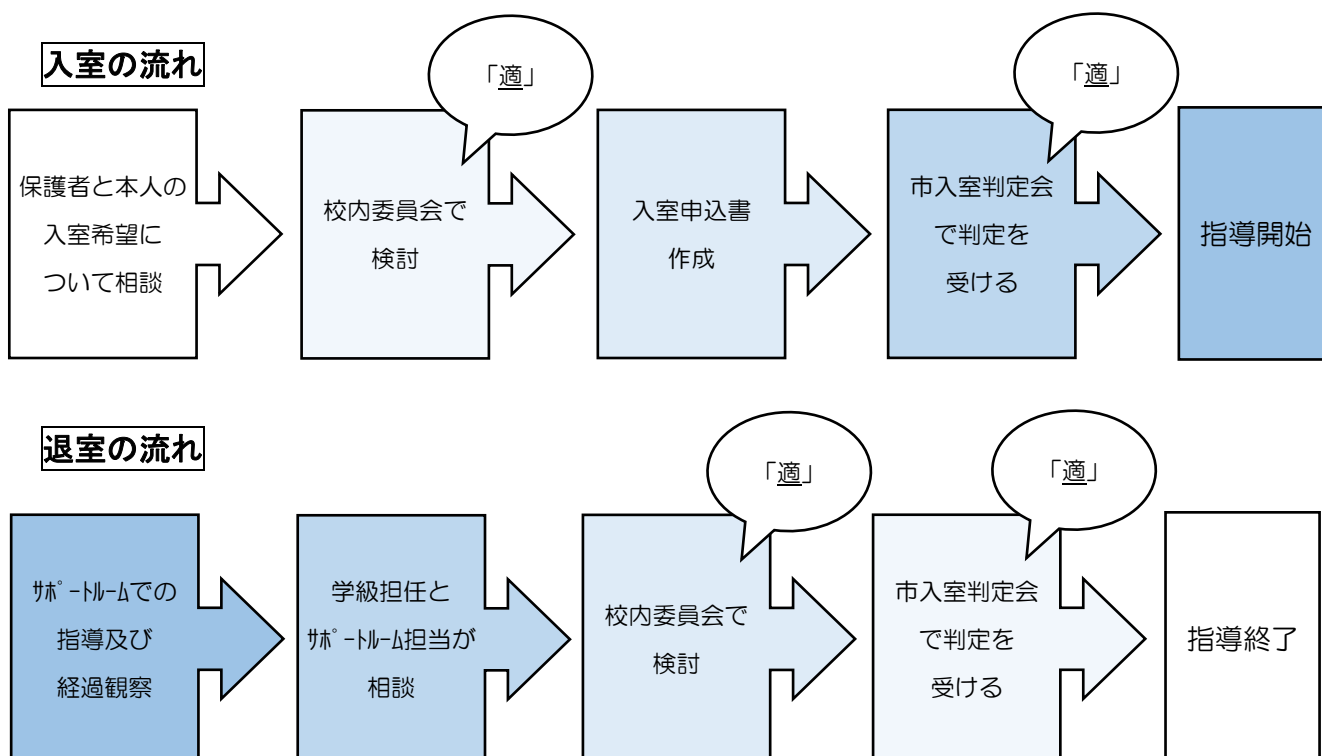 入室の流れ
「適」
「適」
保護者と本人の
入室希望に
ついて相談
校内委員会で
検討
入室申込書
作成
市入室判定会
で判定を
受ける
指導開始
退室の流れ
「適」
「適」
ｻﾎﾟｰﾄﾙｰﾑでの
指導及び
経過観察
学級担任と
ｻﾎﾟｰﾄﾙｰﾑ担当が
相談
校内委員会で
検討
市入室判定会
で判定を
受ける
指導終了